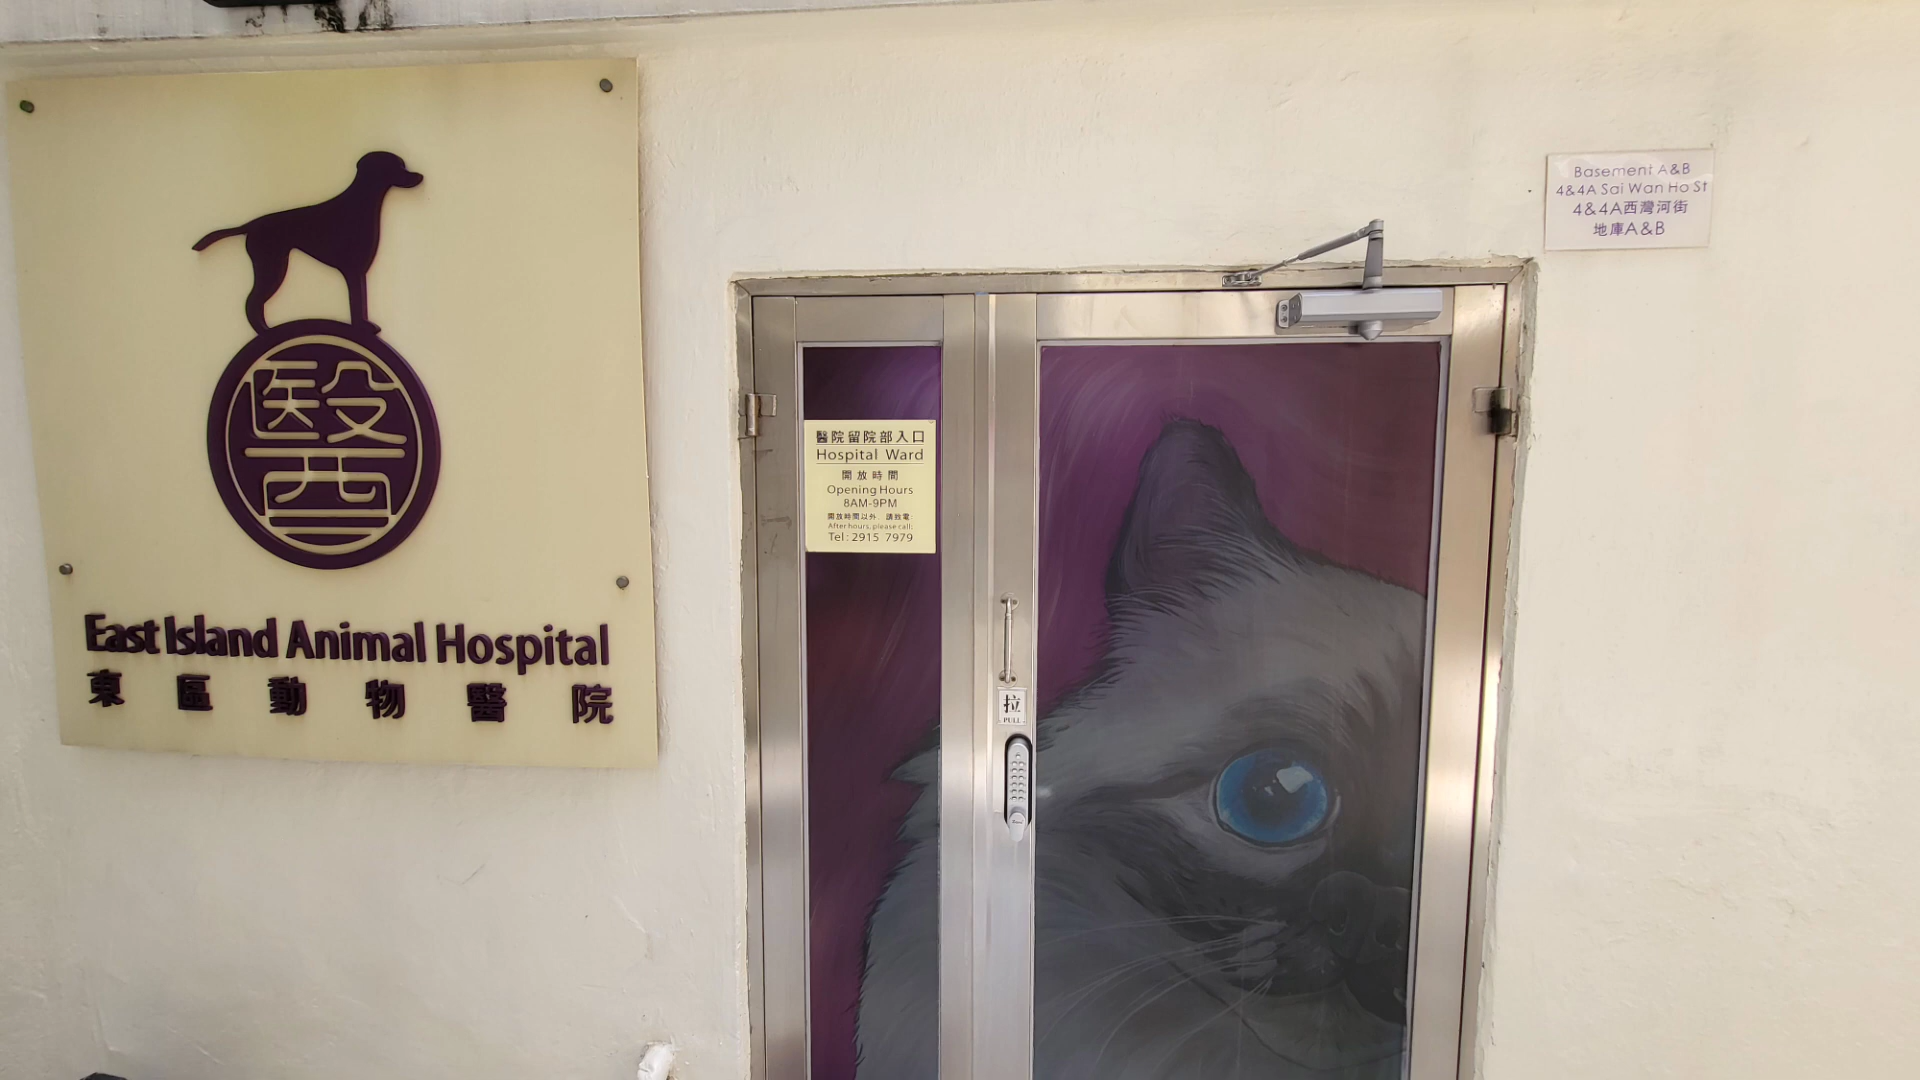 醫
East Island Animal Hospital
東區動物醫院
醫院留院部入口
Hospital Ward
開放時間
Opening Hours
8AM-9PM
開放時間以外 請致電
After hours, please call:
Tel: 2915 7979
拉
PULL
Basement A&B
4&4A Sai Wan Ho St
4&4A西灣河街
地庫A&B